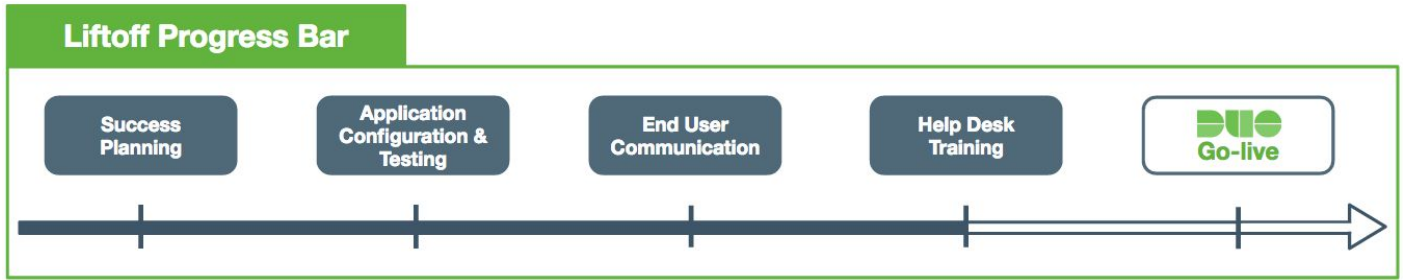 Liftoff Progress Bar
Success
Planning
Application
Configuration &
Testing
End User
Communication
Help Desk
Training
DUO
Go-live